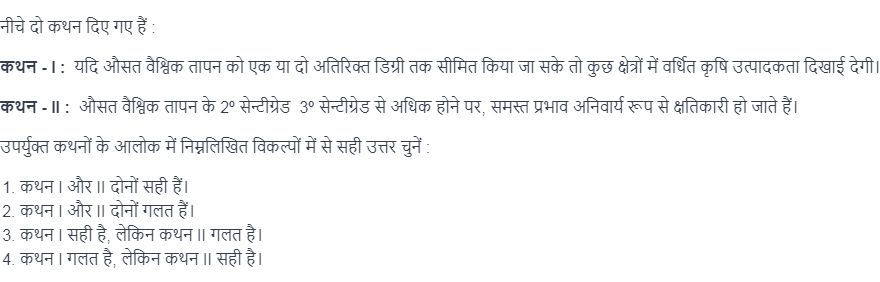 नीचे दो कथन दिए गए हैं :
कथन - I : यदि औसत वैश्विक तापन को एक या दो अतिरिक्त डिग्री तक सीमित किया जा सके तो कुछ क्षेत्रों में वर्धित कृषि उत्पादकता दिखाई देगी।
कथन - II : औसत वैश्विक तापन के 2º सेन्टीग्रेड 3º सेन्टीग्रेड से अधिक होने पर, समस्त प्रभाव अनिवार्य रूप से क्षतिकारी हो जाते हैं।
उपर्युक्त कथनों के आलोक में निम्नलिखित विकल्पों में से सही उत्तर चुनें :
1. कथन I और II दोनों सही हैं।
2. कथन I और II दोनों गलत हैं।
3. कथन I सही है, लेकिन कथन II गलत है।
4. कथन I गलत है, लेकिन कथन II सही है।